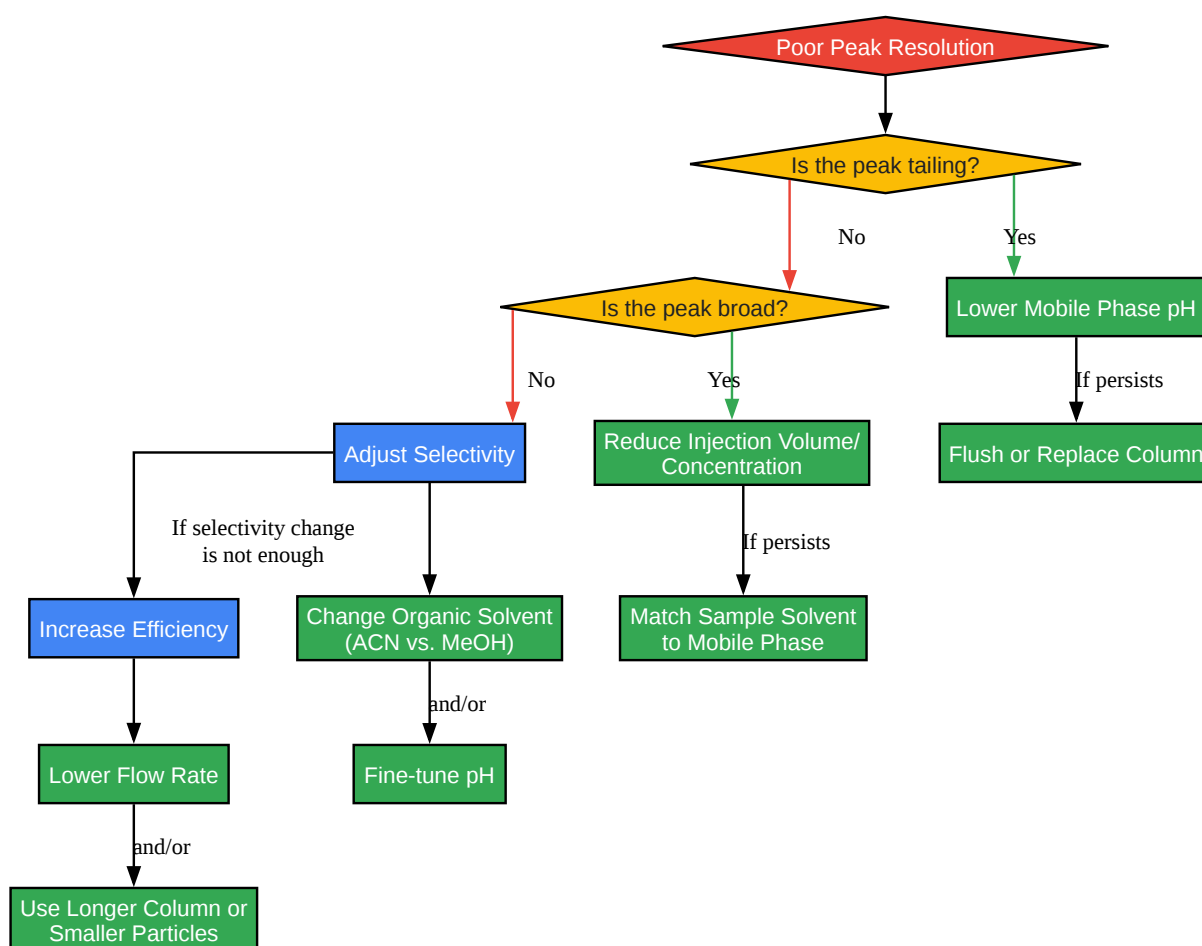 Poor Peak Resolution
Is the peak tailing?
No
Yes
Is the peak broad?
Lower Mobile Phase pH
No
Yes
If persists
Adjust Selectivity
Reduce Injection Volume/
Concentration
Flush or Replace Column
If selectivity change
is not enough
If persists
Increase Efficiency
Change Organic Solvent
(ACN vs. MeOH)
Match Sample Solvent
to Mobile Phase
and/or
Lower Flow Rate
Fine-tune pH
and/or
Use Longer Column or
Smaller Particles